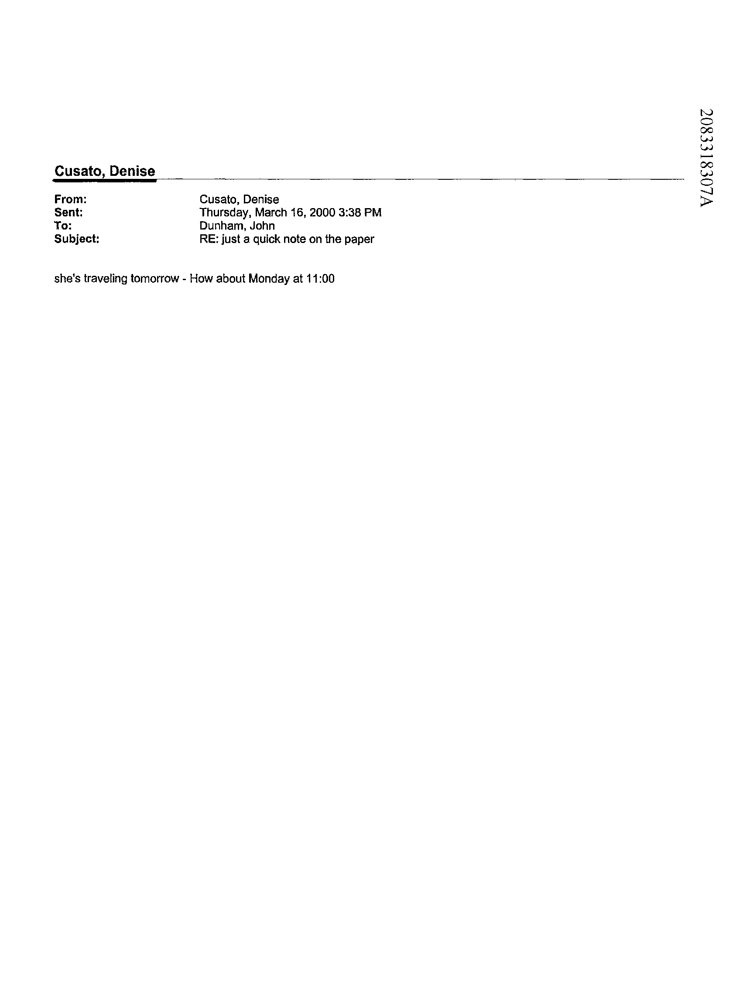 2083318307A
Cusato, Denise
From: Cusato, Denise
Sent: Thursday, March 16, 2000 3:38 PM
To: Dunham, John
Subject: RE: just a quick note on the paper
she's traveling tomorrow - How about Monday at 11:00